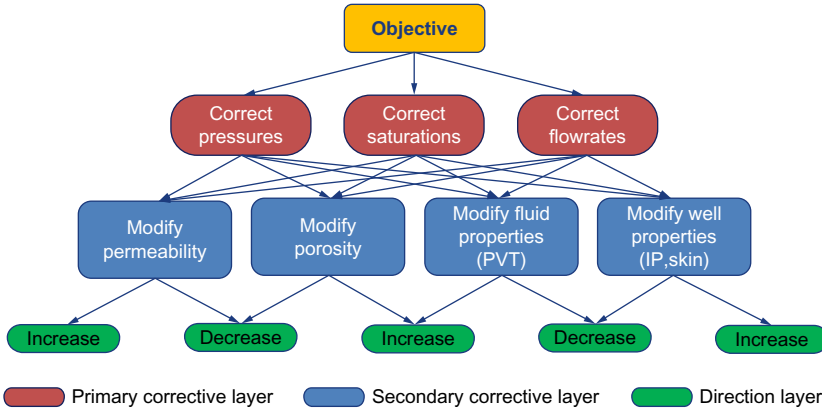 Objective
Correct
pressures
Correct
saturations
Correct
flowrates
Modify
permeability
Modify
porosity
Modify fluid
properties
(PVT)
Modify well
properties
(IP,skin)
Increase
Decrease
Increase
Decrease
Increase
Primary corrective layer
Secondary corrective layer
Direction layer